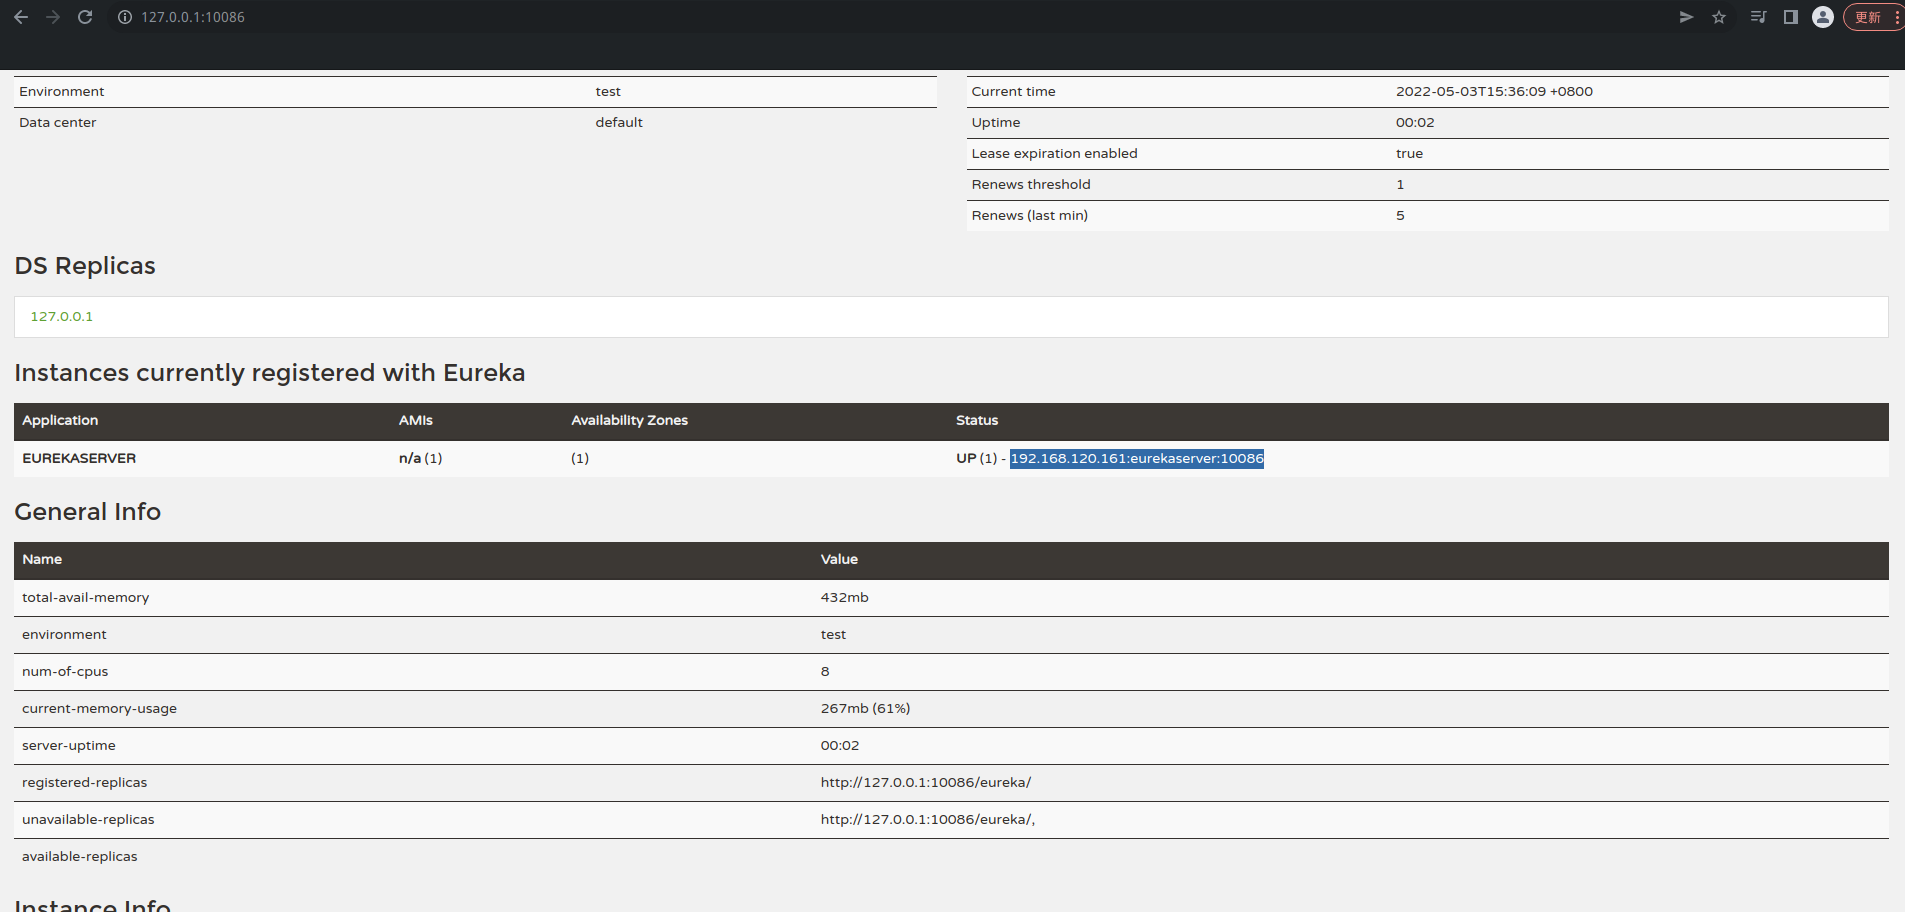 127.0.0.1:10086
更新
Environment test
Data center default
Current time 2022-05-03T15:36:09 +0800
Uptime 00:02
Lease expiration enabled true
Renews threshold 1
Renews (last min) 5
DS Replicas
127.0.0.1
Instances currently registered with Eureka
Application AMIs Availability Zones Status
EUREKASERVER n/a (1) (1) UP (1) - 192.168.120.161:eurekaserver:10086
General Info
Name Value
total-avail-memory 432mb
environment test
num-of-cpus 8
current-memory-usage 267mb (61%)
server-uptime 00:02
registered-replicas http://127.0.0.1:10086/eureka/
unavailable-replicas http://127.0.0.1:10086/eureka/,
available-replicas
Instance Info